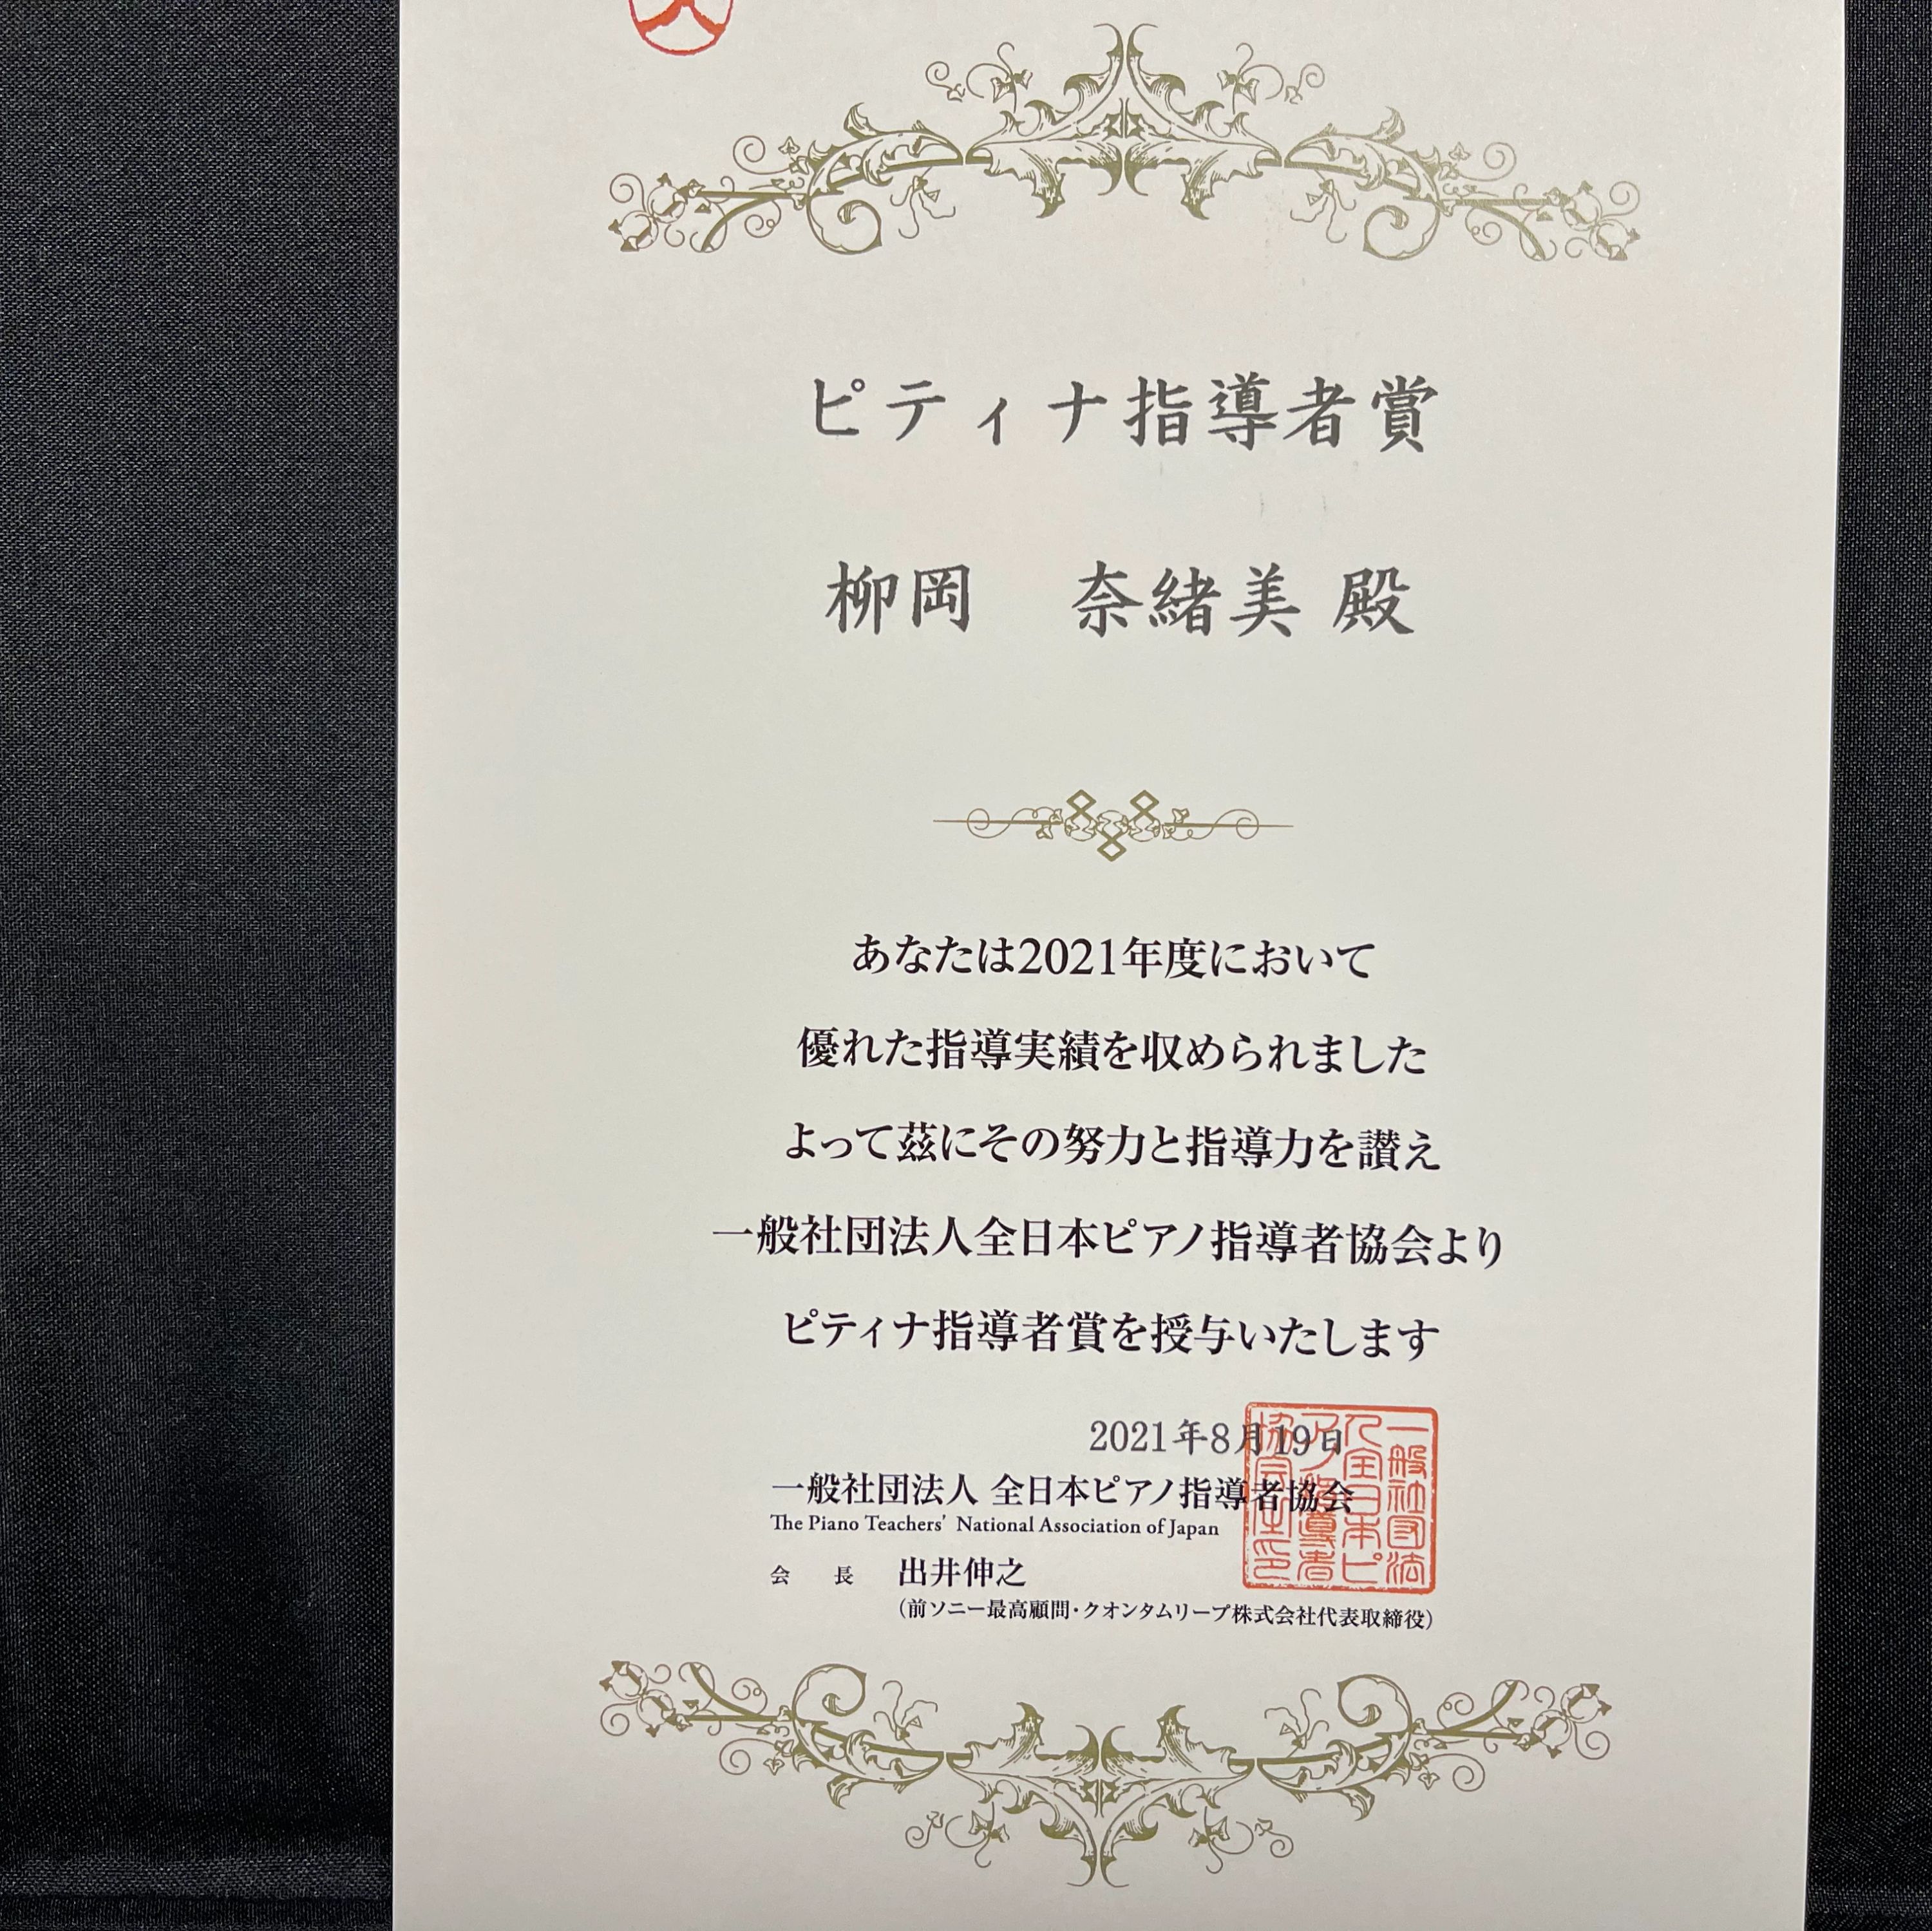 ピティナ指導者賞
柳岡　奈緒美 殿
あなたは2021年度において
優れた指導実績を収められました
よって茲にその努力と指導力を讃え
一般社団法人全日本ピアノ指導者協会より
ピティナ指導者賞を授与いたします
2021年8月19日
一般社団法人 全日本ピアノ指導者協会
The Piano Teachers' National Association of Japan
会　長　出井伸之
（前ソニー最高顧問・クオンタムリープ株式会社代表取締役）